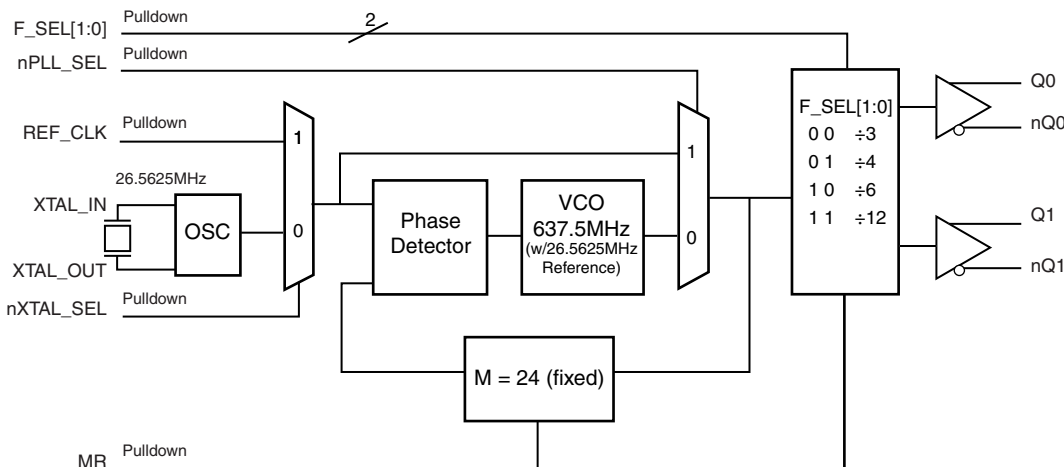 F_SEL[1:0] Pulldown 2
nPLL_SEL Pulldown
REF_CLK Pulldown
26.5625MHz
XTAL_IN
OSC
XTAL_OUT
nXTAL_SEL Pulldown
1
0
Phase
Detector
VCO
637.5MHz
(w/26.5625MHz
Reference)
1
0
M = 24 (fixed)
F_SEL[1:0]
0 0 ÷3
0 1 ÷4
1 0 ÷6
1 1 ÷12
Q0
nQ0
Q1
nQ1
MR Pulldown